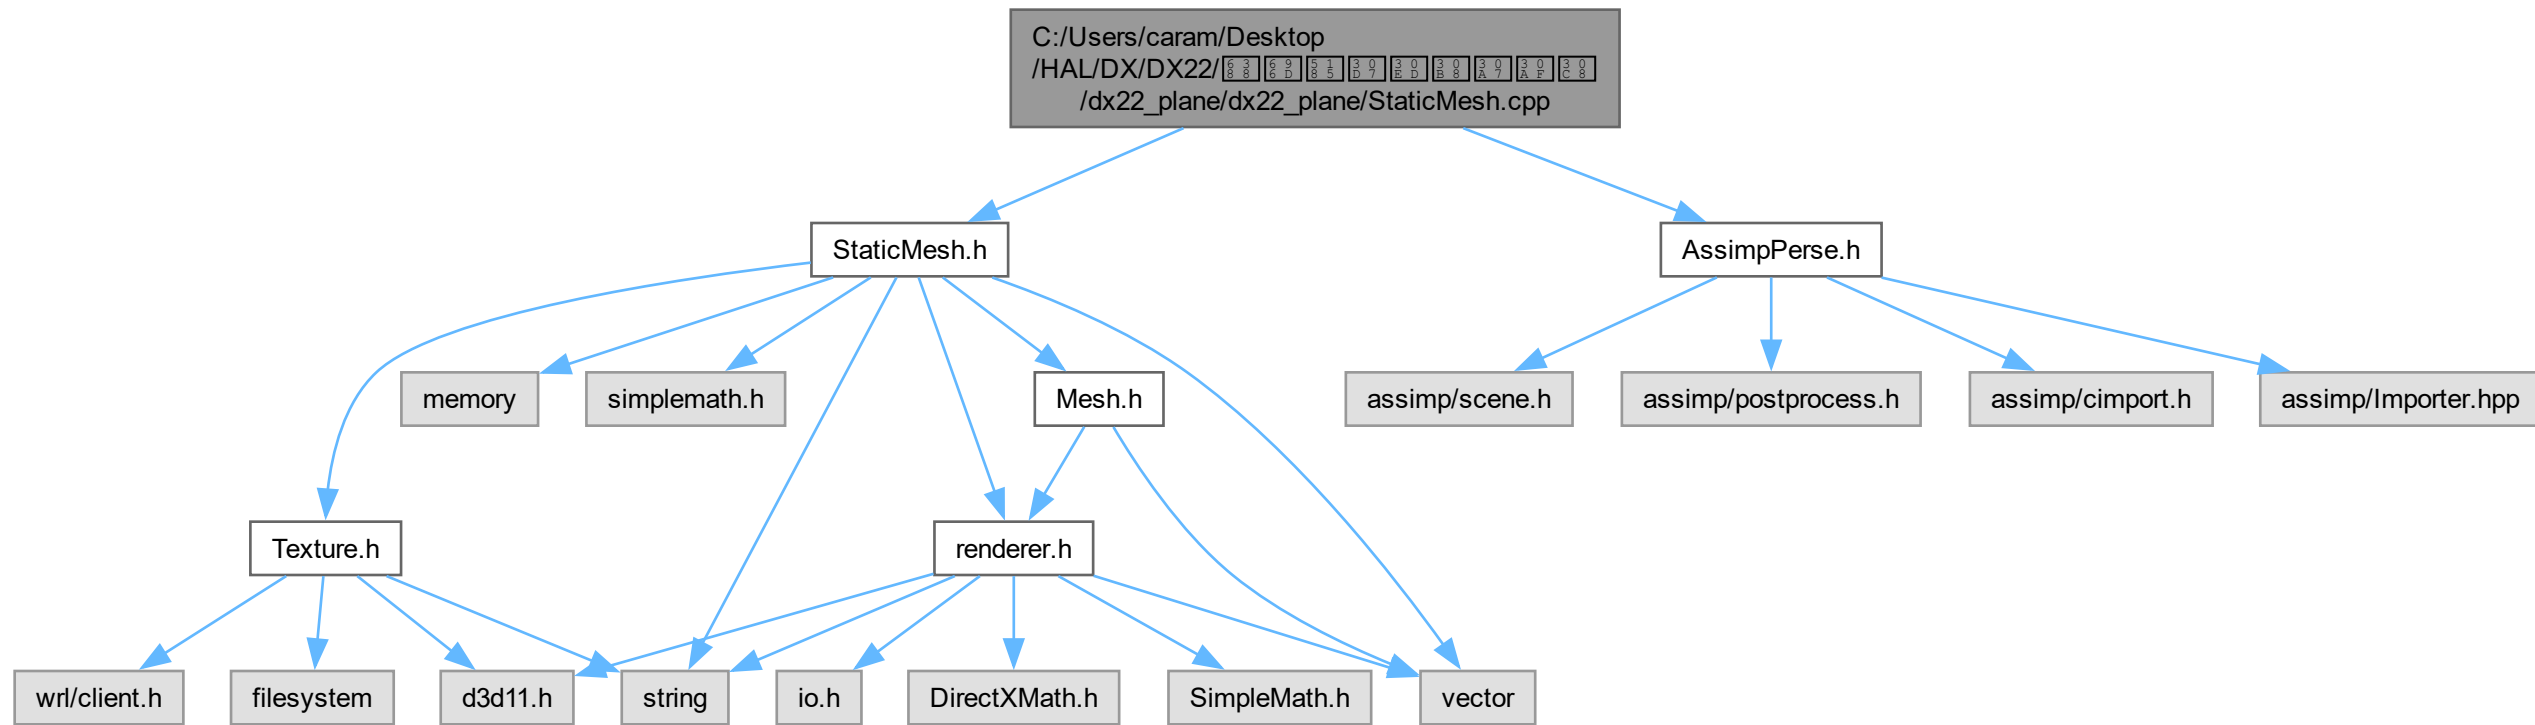 C:/Users/caram/Desktop
/HAL/DX/DX22/
/dx22_plane/dx22_plane/StaticMesh.cpp
StaticMesh.h
AssimpPerse.h
memory
simplemath.h
Mesh.h
assimp/scene.h
assimp/postprocess.h
assimp/cimport.h
assimp/Importer.hpp
Texture.h
renderer.h
wrl/client.h
filesystem
d3d11.h
string
io.h
DirectXMath.h
SimpleMath.h
vector